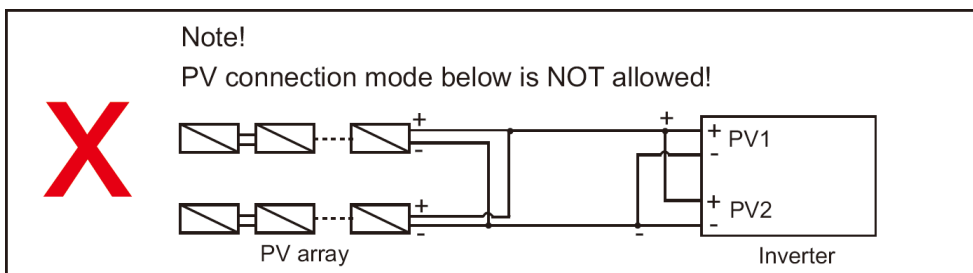 Note!
PV connection mode below is NOT allowed!
X
+
-
+
-
PV array
+
-
+ PV1
-
+ PV2
-
Inverter